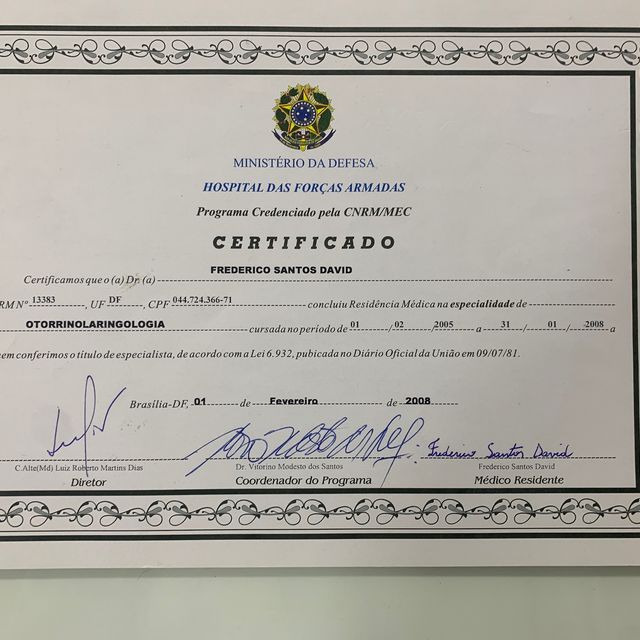 MINISTÉRIO DA DEFESA
HOSPITAL DAS FORÇAS ARMADAS
Programa Credenciado pela CNRM/MEC
CERTIFICADO
Certificamos que o (a) Dr. (a) FREDERICO SANTOS DAVID
RM Nº 13383, UF DF, CPF 044.724.366-71 concluiu Residência Médica na especialidade de
OTORRINOLARINGOLOGIA cursada no período de 01 / 02 / 2005 a 31 / 01 / 2008 a
em conferimos o título de especialista, de acordo com a Lei 6.932, pubicada no Diário Oficial da União em 09/07/81.
Brasília-DF, 01 de Fevereiro de 2008
Frederico Santos David
C.Alte(Md) Luiz Roberto Martins Dias Dr. Vitorino Modesto dos Santos Frederico Santos David
Diretor Coordenador do Programa Médico Residente